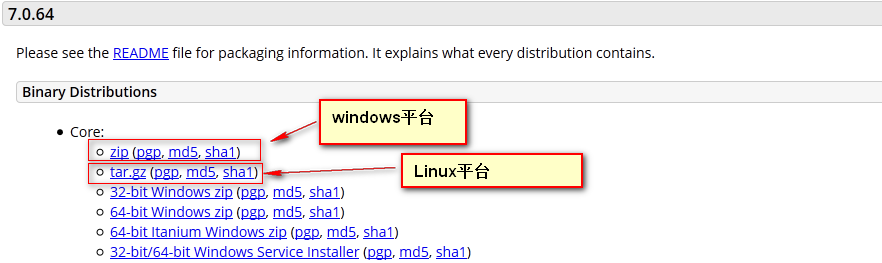 7.0.64
Please see the README file for packaging information. It explains what every distribution contains.
Binary Distributions
windows平台
Core:
zip (pgp, md5, sha1)
Linux平台
tar.gz (pgp, md5, sha1)
32-bit Windows zip (pgp, md5, sha1)
64-bit Windows zip (pgp, md5, sha1)
64-bit Itanium Windows zip (pgp, md5, sha1)
32-bit/64-bit Windows Service Installer (pgp, md5, sha1)